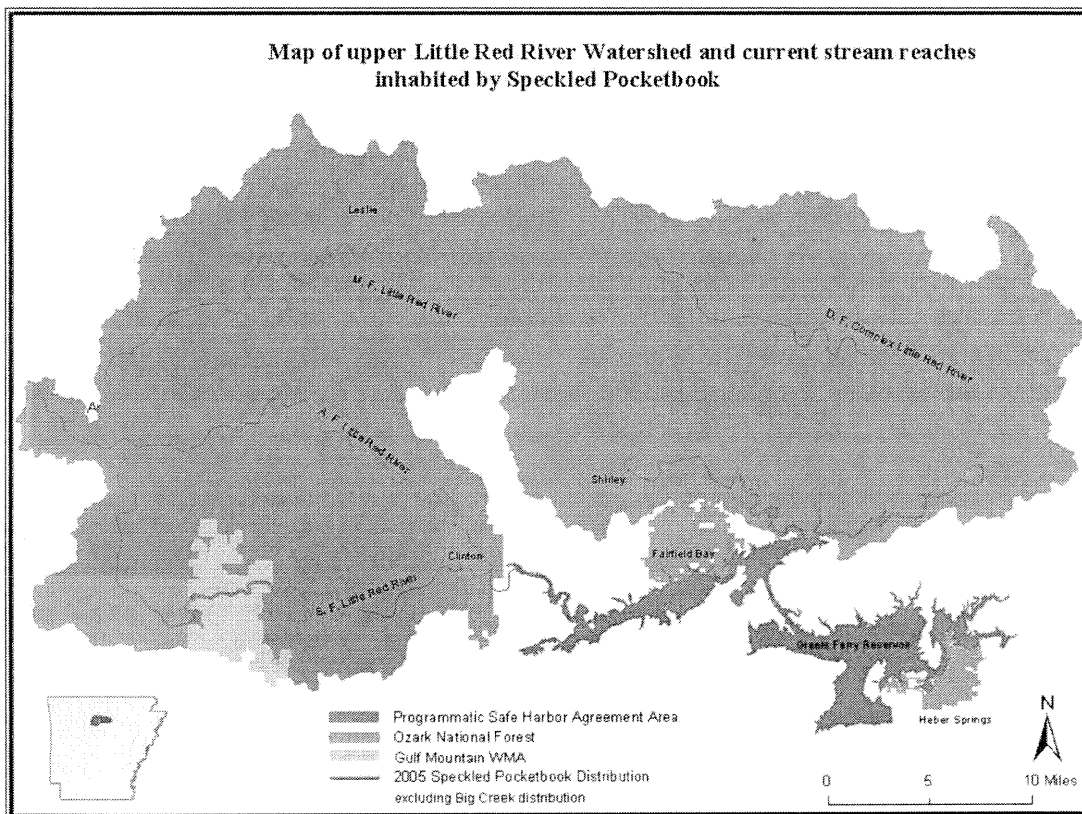 Map of upper Little Red River Watershed and current stream reaches
inhabited by Speckled Pocketbook
Leslie
M. F. Little Red River
D. F. Complex Little Red River
A. F. Little Red River
Shirley
Clinton
Fairfield Bay
S. F. Little Red River
Greers Ferry Reservoir
Heber Springs
N
Programmatic Safe Harbor Agreement Area
Ozark National Forest
Gulf Mountain WMA
2005 Speckled Pocketbook Distribution
excluding Big Creek distribution
0 5 10 Miles